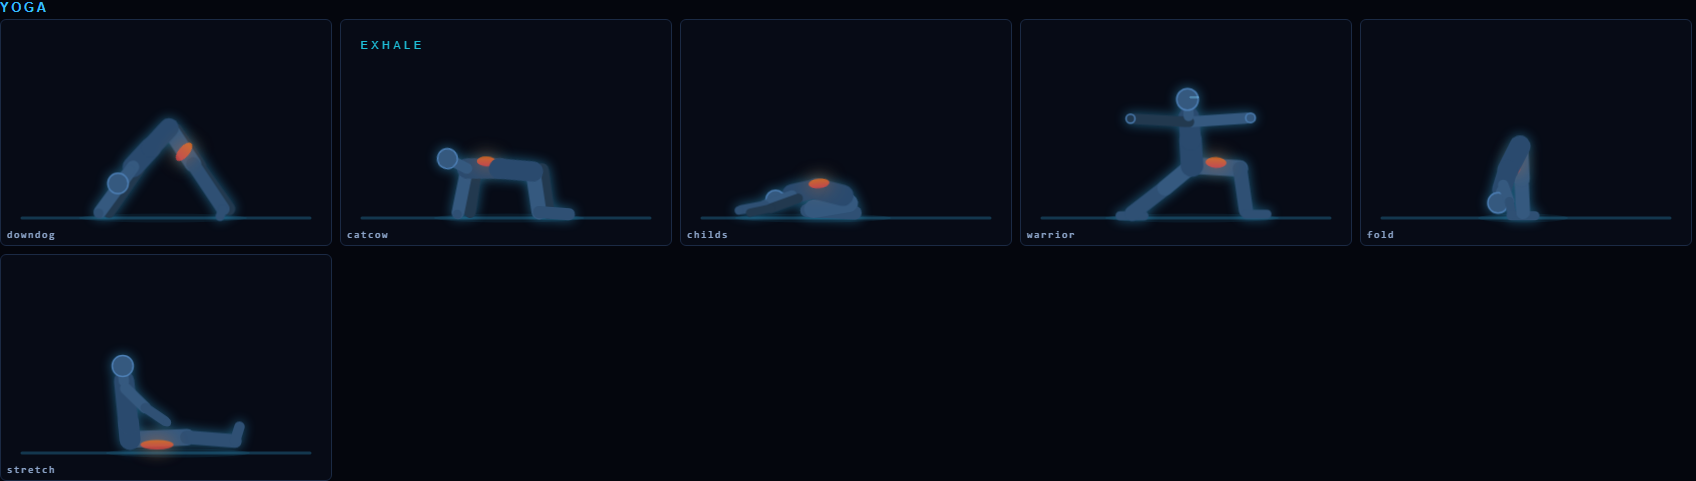 YOGA
EXHALE
downdog
catcow
childs
warrior
fold
stretch